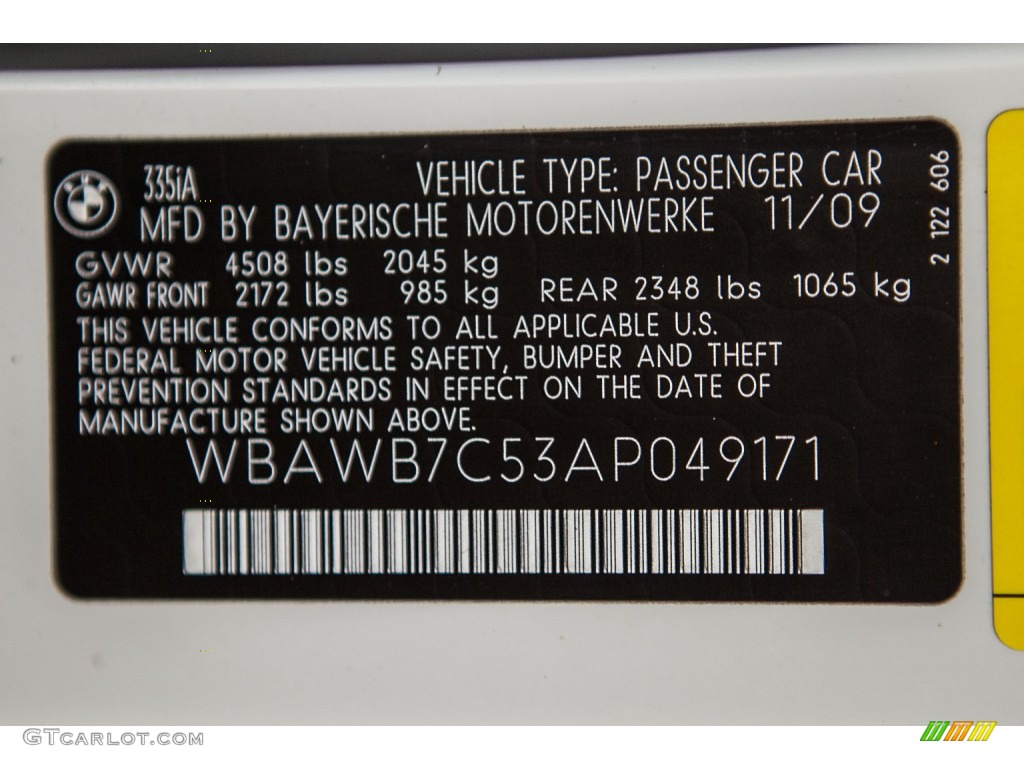 335iA
VEHICLE TYPE: PASSENGER CAR
MFD BY BAYERISCHE MOTORENWERKE 11/09
GVWR 4508 lbs 2045 kg
GAWR FRONT 2172 lbs 985 kg REAR 2348 lbs 1065 kg
THIS VEHICLE CONFORMS TO ALL APPLICABLE U.S.
FEDERAL MOTOR VEHICLE SAFETY, BUMPER AND THEFT
PREVENTION STANDARDS IN EFFECT ON THE DATE OF
MANUFACTURE SHOWN ABOVE.
WBAWB7C53AP049171
2 122 606
GTCARLOT.COM